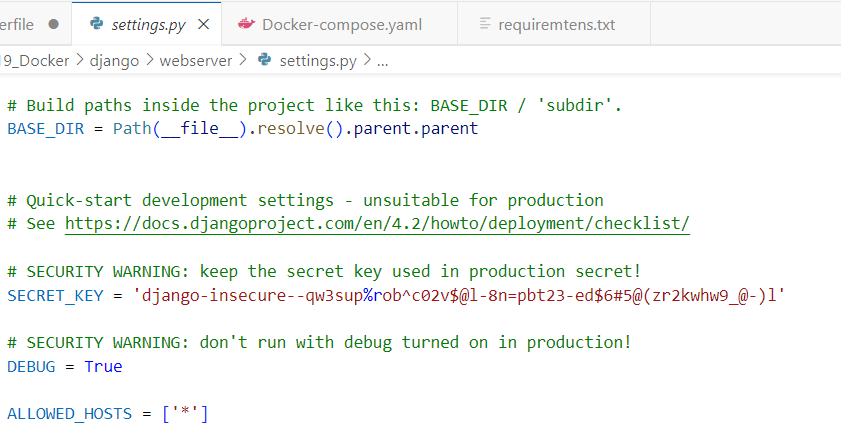 erfile ● settings.py × Docker-compose.yaml requiremtens.txt
19_Docker > django > webserver > settings.py > ...
# Build paths inside the project like this: BASE_DIR / 'subdir'.
BASE_DIR = Path(__file__).resolve().parent.parent
# Quick-start development settings - unsuitable for production
# See https://docs.djangoproject.com/en/4.2/howto/deployment/checklist/
# SECURITY WARNING: keep the secret key used in production secret!
SECRET_KEY = 'django-insecure--qw3sup%rob^c02v$@l-8n=pbt23-ed$6#5@(zr2kwhw9_@-)l'
# SECURITY WARNING: don't run with debug turned on in production!
DEBUG = True
ALLOWED_HOSTS = ['*']